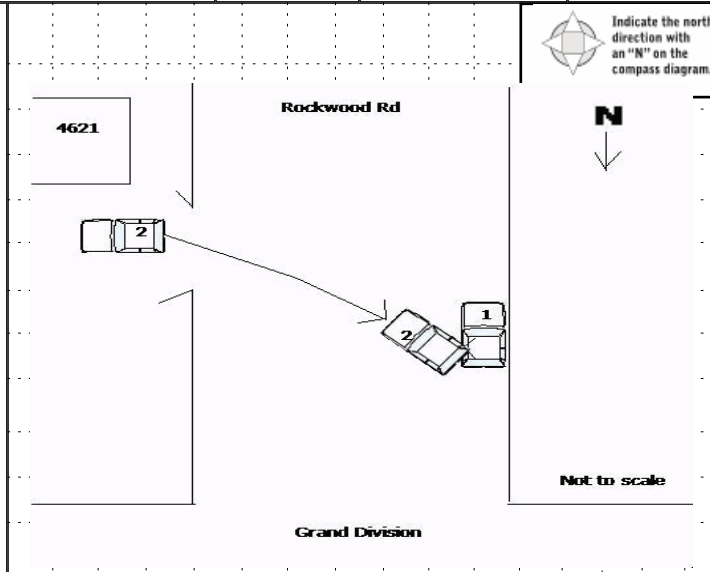 Indicate the north
direction with
an "N" on the
compass diagram.
Rockwood Rd
N
4621
2
1
2
Not to scale
Grand Division